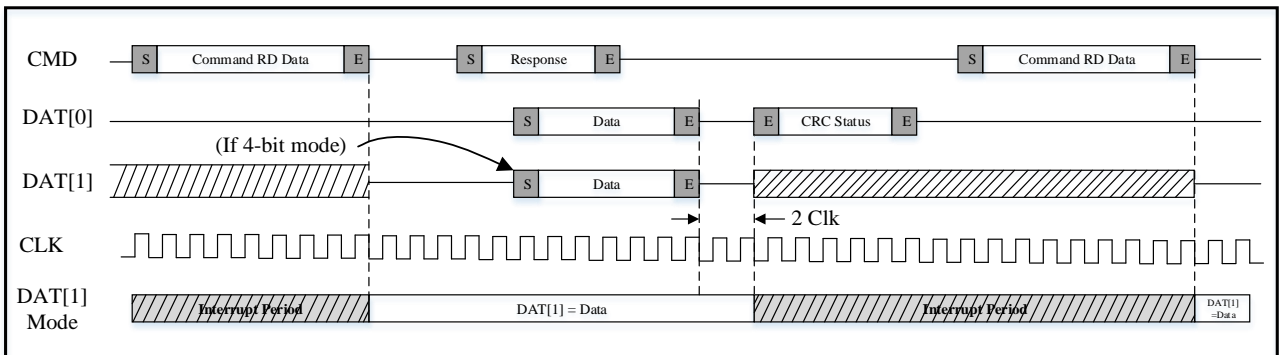 CMD S Command RD Data E S Response E S Command RD Data E
DAT[0] S Data E E CRC Status E
(If 4-bit mode)
DAT[1] S Data E
2 Clk
CLK
DAT[1]
Mode
Interrupt Period DAT[1] = Data Interrupt Period DAT[1]
=Data